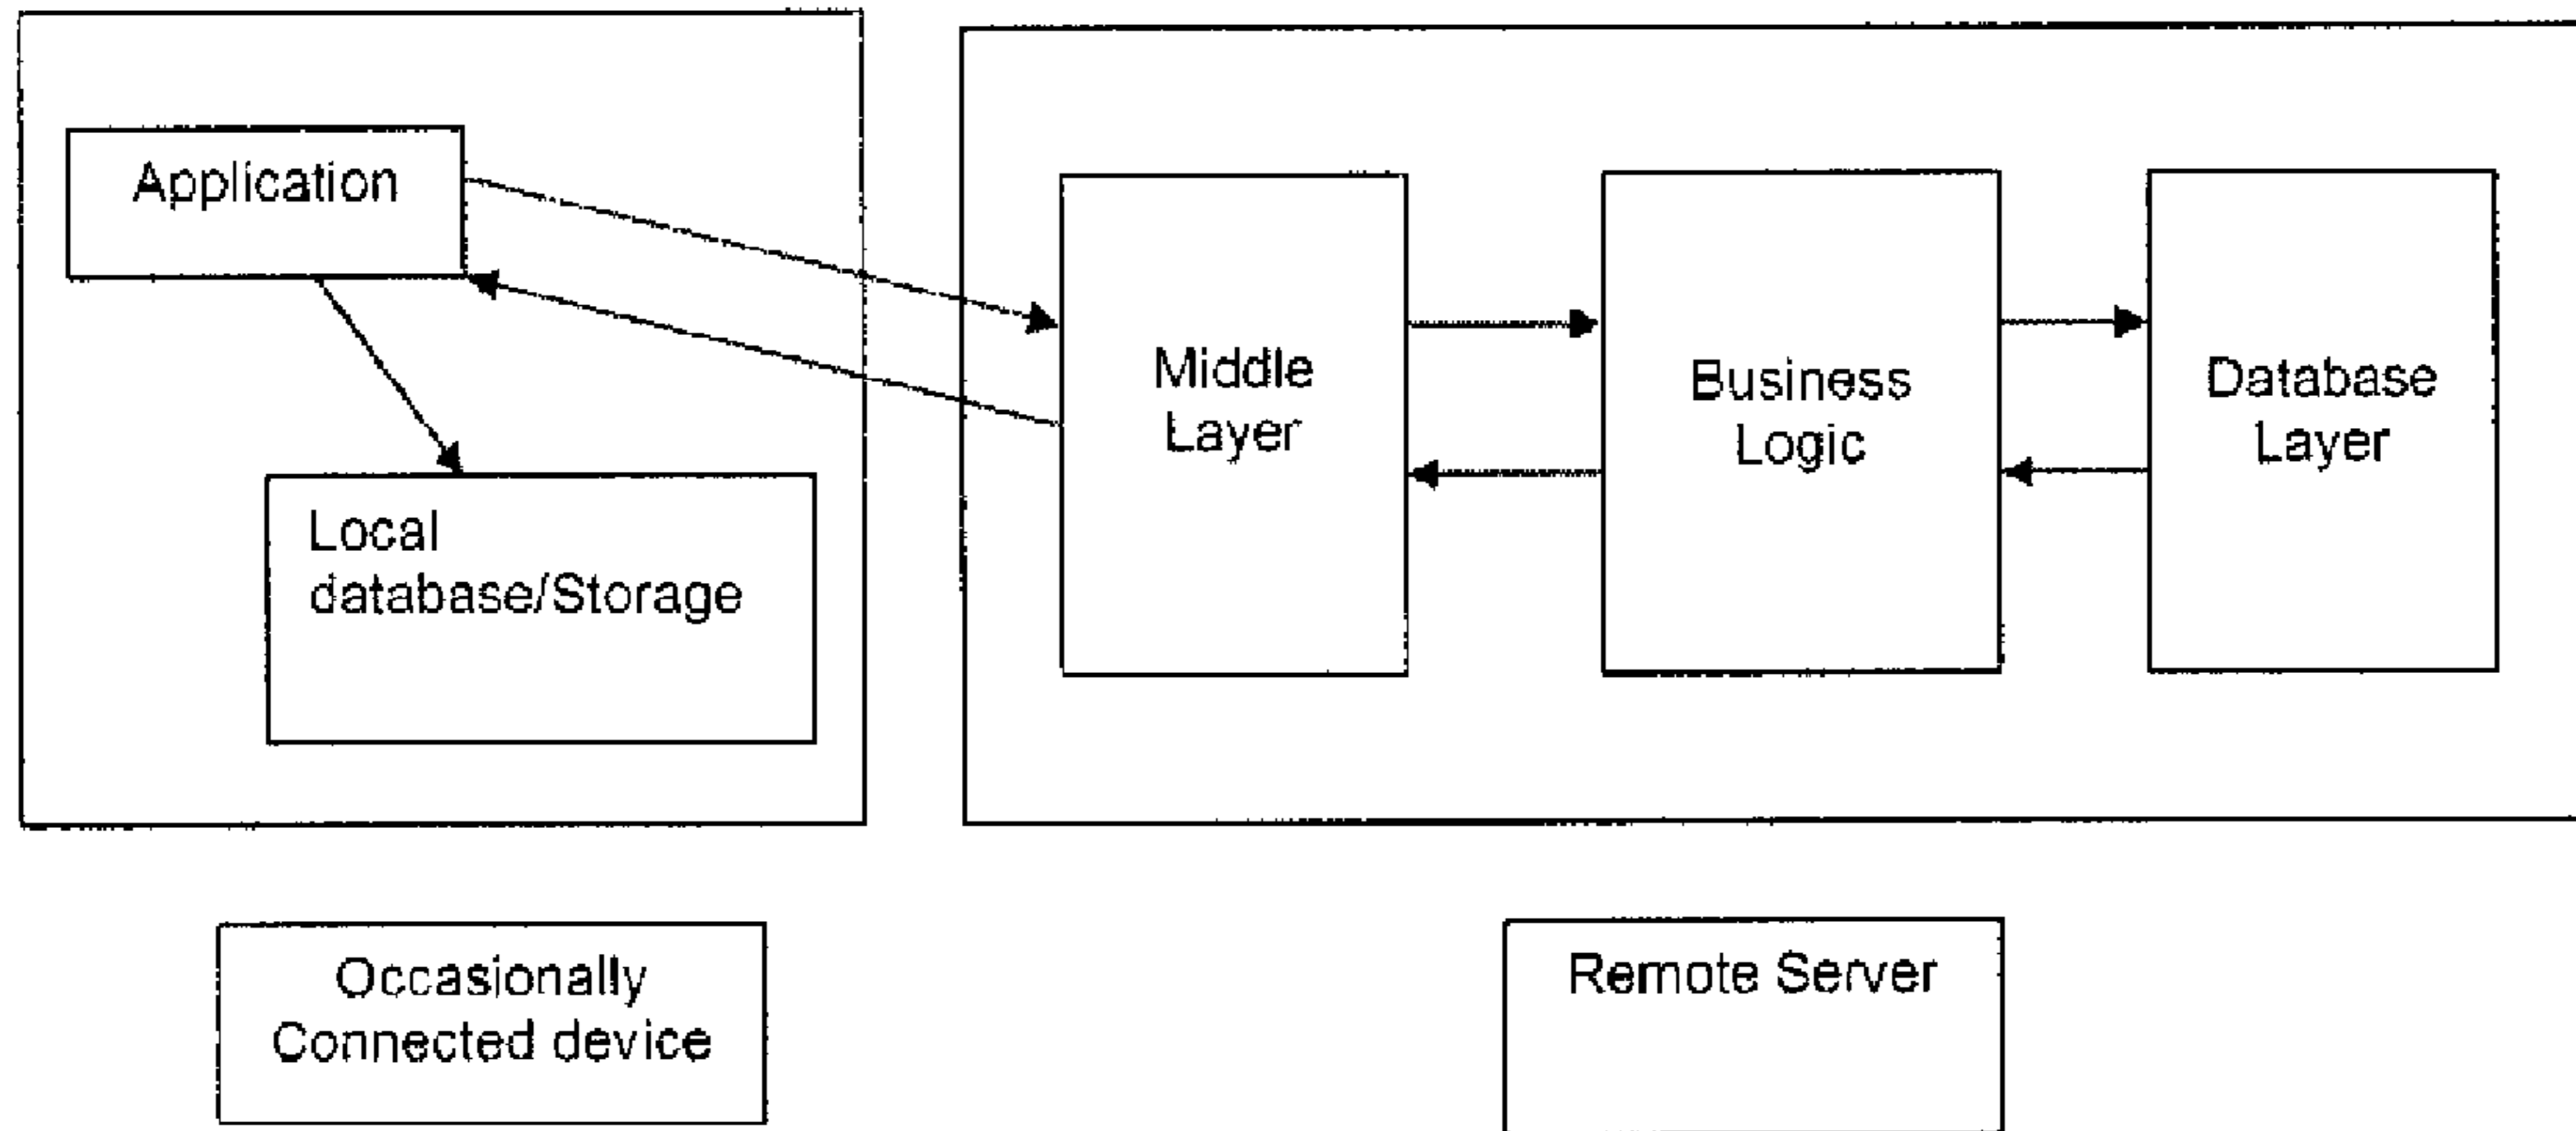 Application
Local
database/Storage
Middle
Layer
Business
Logic
Database
Layer
Occasionally
Connected device
Remote Server